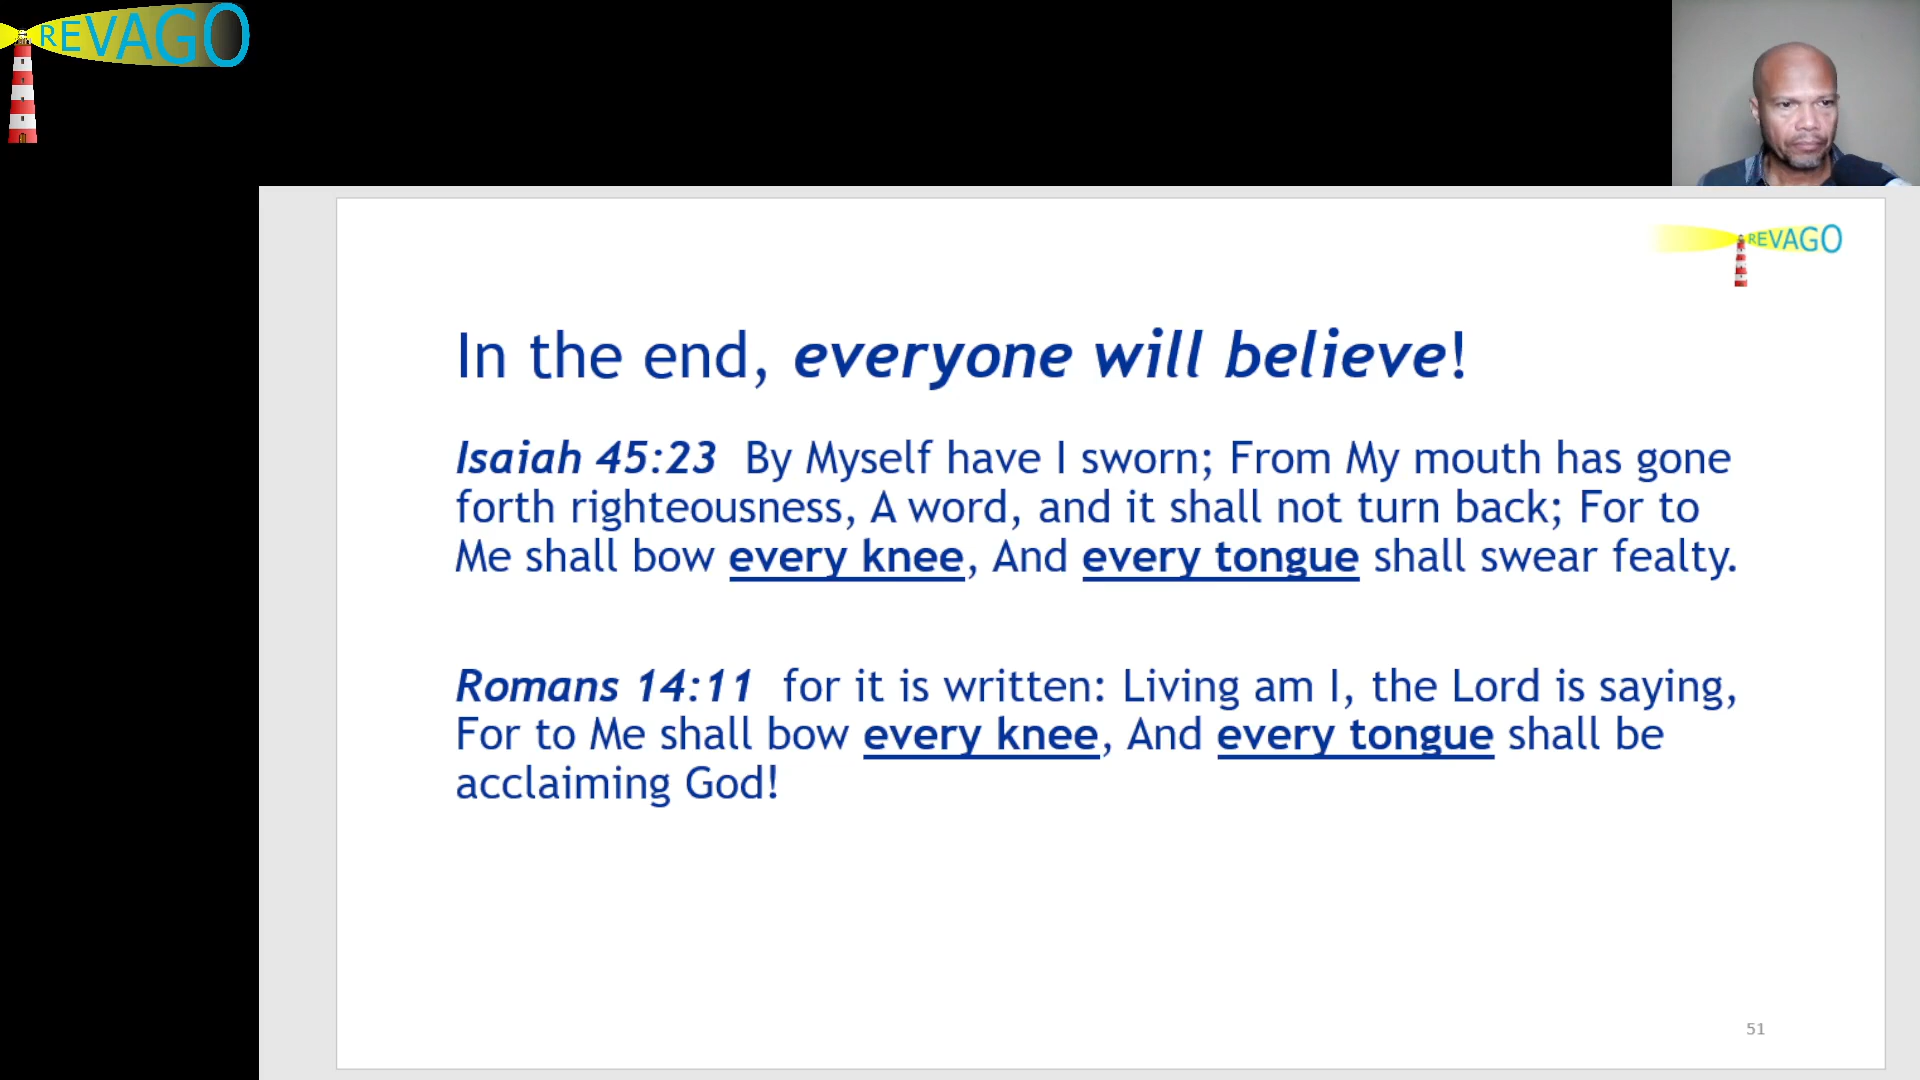 REVAGO
REVAGO
In the end, everyone will believe!
Isaiah 45:23 By Myself have I sworn; From My mouth has gone
forth righteousness, A word, and it shall not turn back; For to
Me shall bow every knee, And every tongue shall swear fealty.
Romans 14:11 for it is written: Living am I, the Lord is saying,
For to Me shall bow every knee, And every tongue shall be
acclaiming God!
51